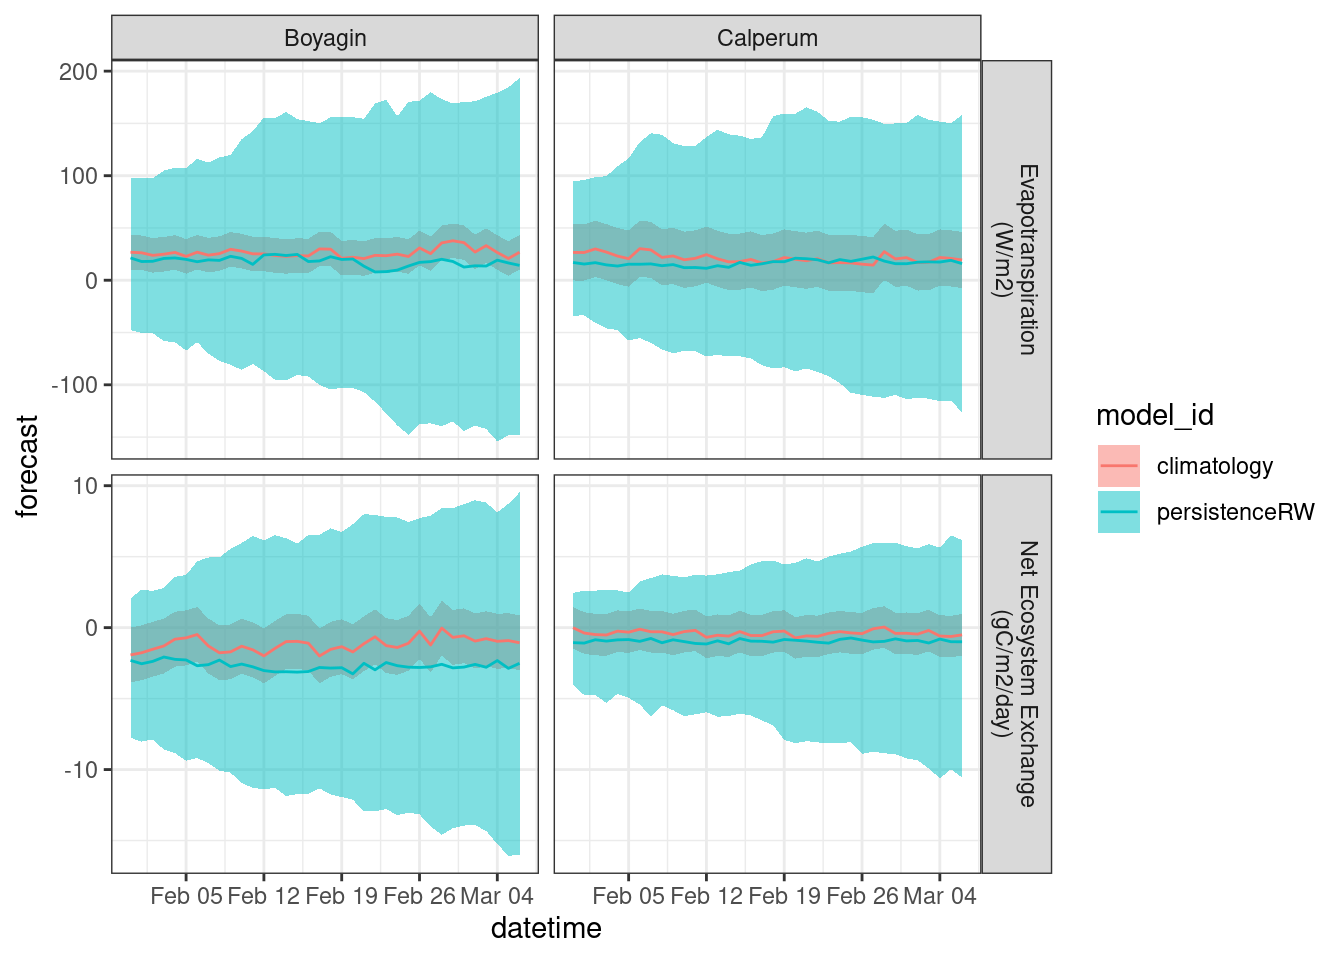 Boyagin
Calperum
200
100
0
-100
Evapotranspiration
(W/m2)
10
0
-10
Net Ecosystem Exchange
(gC/m2/day)
forecast
Feb 05 Feb 12 Feb 19 Feb 26 Mar 04
Feb 05 Feb 12 Feb 19 Feb 26 Mar 04
datetime
model_id
climatology
persistenceRW